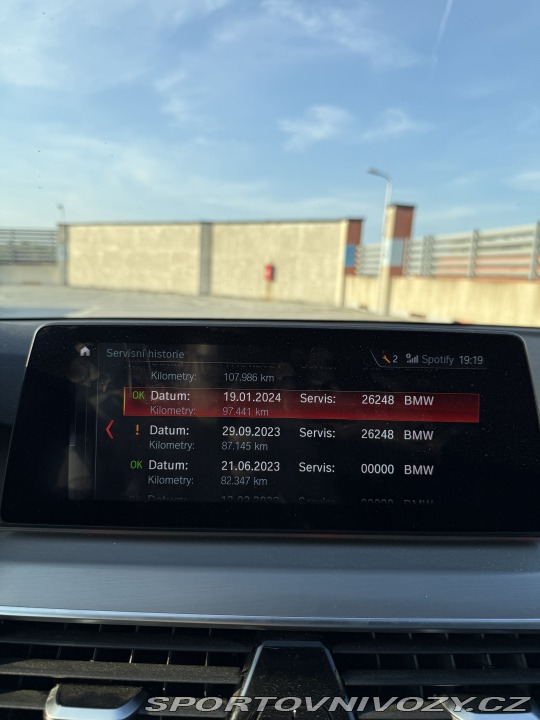 Servisní historie
2 Spotify 19:19
Kilometry: 107.986 km
OK Datum: 19.01.2024 Servis: 26248 BMW
Kilometry: 97.441 km
! Datum: 29.09.2023 Servis: 26248 BMW
Kilometry: 87.145 km
OK Datum: 21.06.2023 Servis: 00000 BMW
Kilometry: 82.347 km
SPORTOVNIVOZY.CZ